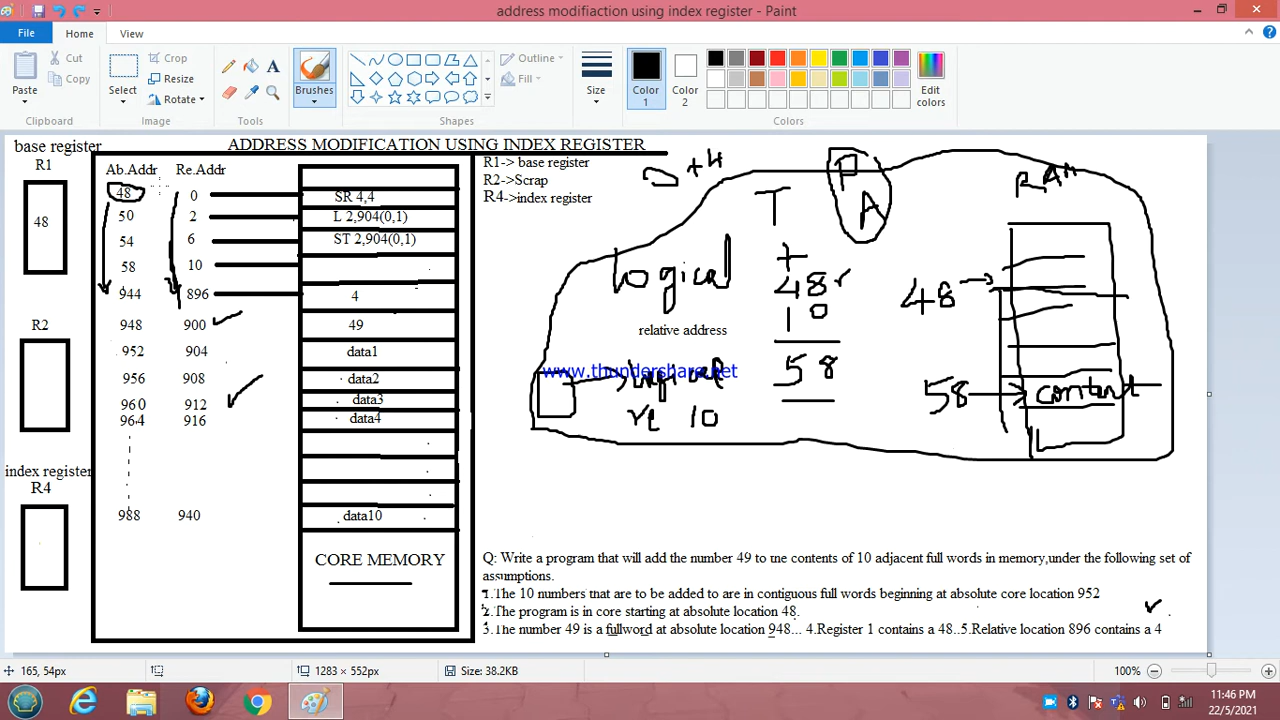 address modifiaction using index register - Paint
File
Home
View
Paste
Cut
Copy
Clipboard
Select
Crop
Resize
Rotate
Image
Tools
Brushes
Outline
Fill
Shapes
Size
Color 1
Color 2
Colors
Edit colors
base register
R1
48
R2
index register
R4
ADDRESS MODIFICATION USING INDEX REGISTER
Ab.Addr Re.Addr
48 0 SR 4,4
50 2 L 2,904(0,1)
54 6 ST 2,904(0,1)
58 10
944 896 4
948 900 49
952 904 data1
956 908 data2
960 912 data3
964 916 data4
988 940 data10
CORE MEMORY
R1-> base register
R2->Scrap
R4->index register
+4
T
P
A
logical
relative address
www.thundershare.net
10
+
48
10
58
48
58
content
Q: Write a program that will add the number 49 to the contents of 10 adjacent full words in memory,under the following set of
assumptions.
1.The 10 numbers that are to be added to are in contiguous full words beginning at absolute core location 952
2.The program is in core starting at absolute location 48.
3.The number 49 is a fullword at absolute location 948... 4.Register 1 contains a 48..5.Relative location 896 contains a 4
165, 54px
1283 × 552px
Size: 38.2KB
100%
11:46 PM
22/5/2021